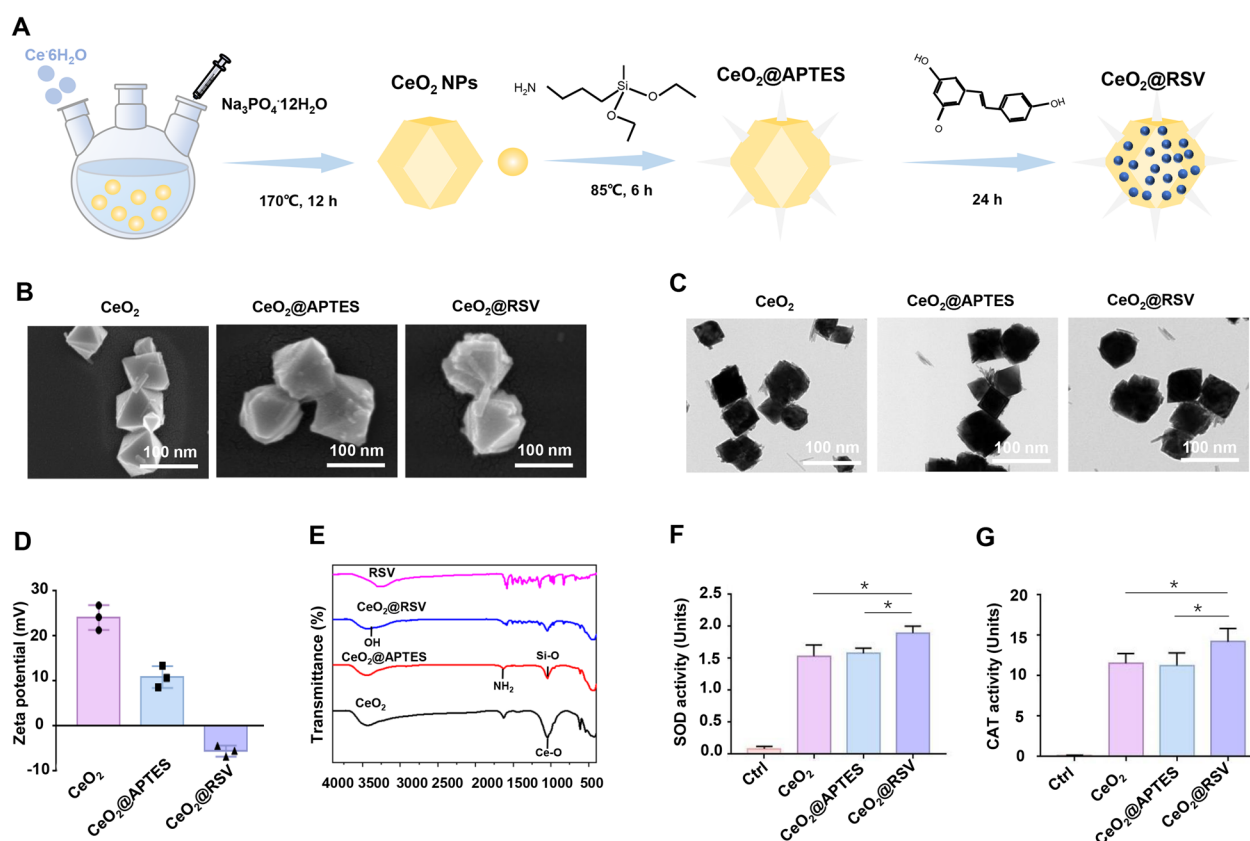 A
Ce·6H₂O
Na₃PO₄·12H₂O
170℃, 12 h
CeO₂ NPs
H₂N
Si
O
O
85℃, 6 h
CeO₂@APTES
HO
OH
O
24 h
CeO₂@RSV
B
CeO₂
CeO₂@APTES
CeO₂@RSV
100 nm
100 nm
100 nm
C
CeO₂
CeO₂@APTES
CeO₂@RSV
100 nm
100 nm
100 nm
D
Zeta potential (mV)
30
20
10
0
-10
CeO₂
CeO₂@APTES
CeO₂@RSV
E
Transmittance (%)
RSV
CeO₂@RSV
OH
CeO₂@APTES
Si-O
NH₂
CeO₂
Ce-O
4000 3500 3000 2500 2000 1500 1000 500
F
SOD activity (Units)
2.5
2.0
1.5
1.0
0.5
0.0
*
*
Ctrl
CeO₂
CeO₂@APTES
CeO₂@RSV
G
CAT activity (Units)
20
15
10
5
0
*
*
Ctrl
CeO₂
CeO₂@APTES
CeO₂@RSV